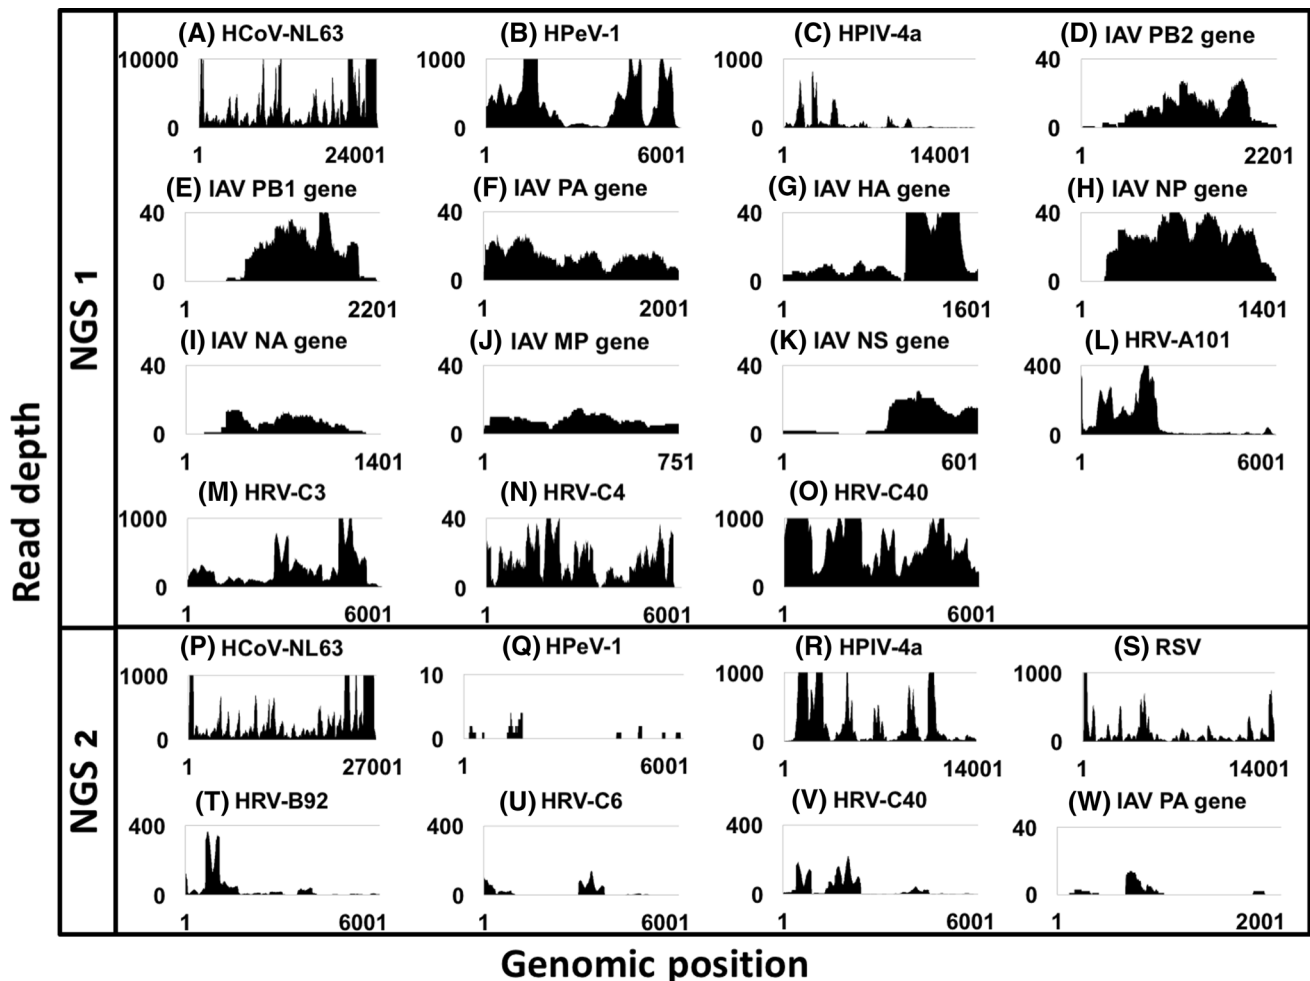 Read depth
NGS 1
(A) HCoV-NL63
10000
0
1 24001
(B) HPeV-1
1000
0
1 6001
(C) HPIV-4a
1000
0
1 14001
(D) IAV PB2 gene
40
0
1 2201
(E) IAV PB1 gene
40
0
1 2201
(F) IAV PA gene
40
0
1 2001
(G) IAV HA gene
40
0
1 1601
(H) IAV NP gene
40
0
1 1401
(I) IAV NA gene
40
0
1 1401
(J) IAV MP gene
40
0
1 751
(K) IAV NS gene
40
0
1 601
(L) HRV-A101
400
0
1 6001
(M) HRV-C3
1000
0
1 6001
(N) HRV-C4
40
0
1 6001
(O) HRV-C40
1000
0
1 6001
NGS 2
(P) HCoV-NL63
1000
0
1 27001
(Q) HPeV-1
10
0
1 6001
(R) HPIV-4a
1000
0
1 14001
(S) RSV
1000
0
1 14001
(T) HRV-B92
400
0
1 6001
(U) HRV-C6
400
0
1 6001
(V) HRV-C40
400
0
1 6001
(W) IAV PA gene
40
0
1 2001
Genomic position